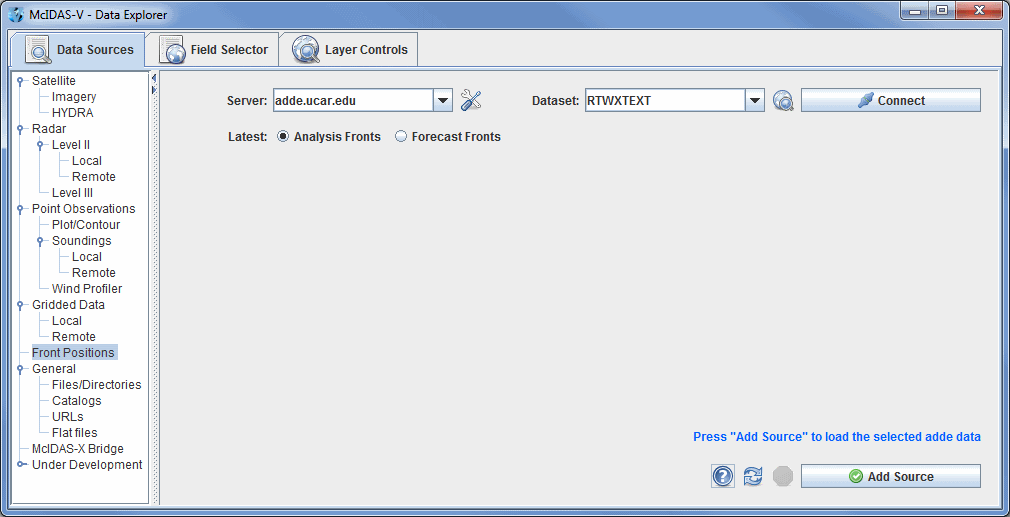 McIDAS-V - Data Explorer
Data Sources Field Selector Layer Controls
Satellite
Imagery
HYDRA
Radar
Level II
Local
Remote
Level III
Point Observations
Plot/Contour
Soundings
Local
Remote
Wind Profiler
Gridded Data
Local
Remote
Front Positions
General
Files/Directories
Catalogs
URLs
Flat files
McIDAS-X Bridge
Under Development
Server: adde.ucar.edu Dataset: RTWXTEXT Connect
Latest: Analysis Fronts Forecast Fronts
Press "Add Source" to load the selected adde data
Add Source